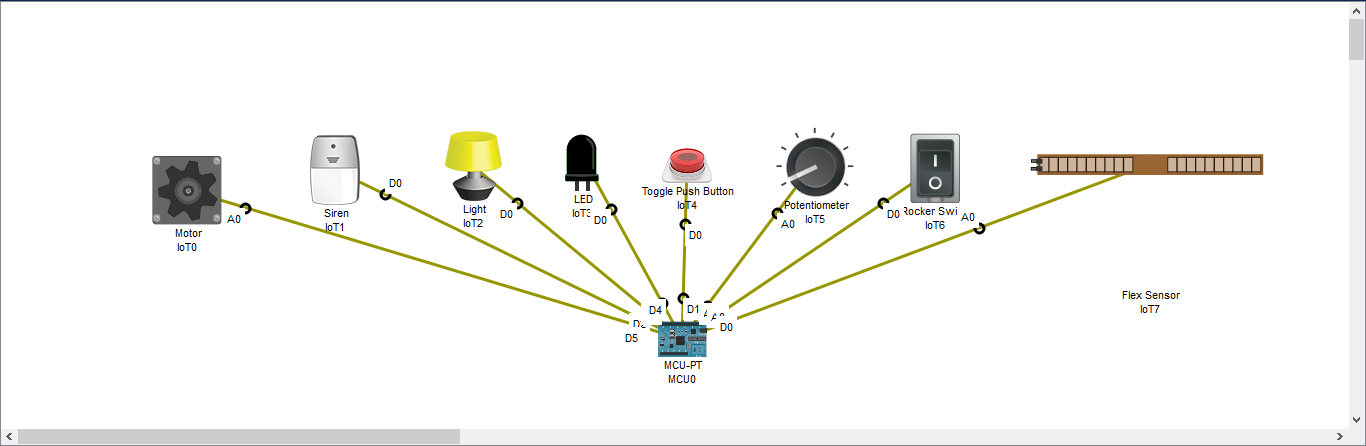 A0
Motor
IoT0
D0
Siren
IoT1
D0
Light
IoT2
D0
LED
IoT3
Toggle Push Button
IoT4
D0
A0
Potentiometer
IoT5
D0
Rocker Swi
IoT6
A0
Flex Sensor
IoT7
D5
D4
D1
D0
MCU-PT
MCU0